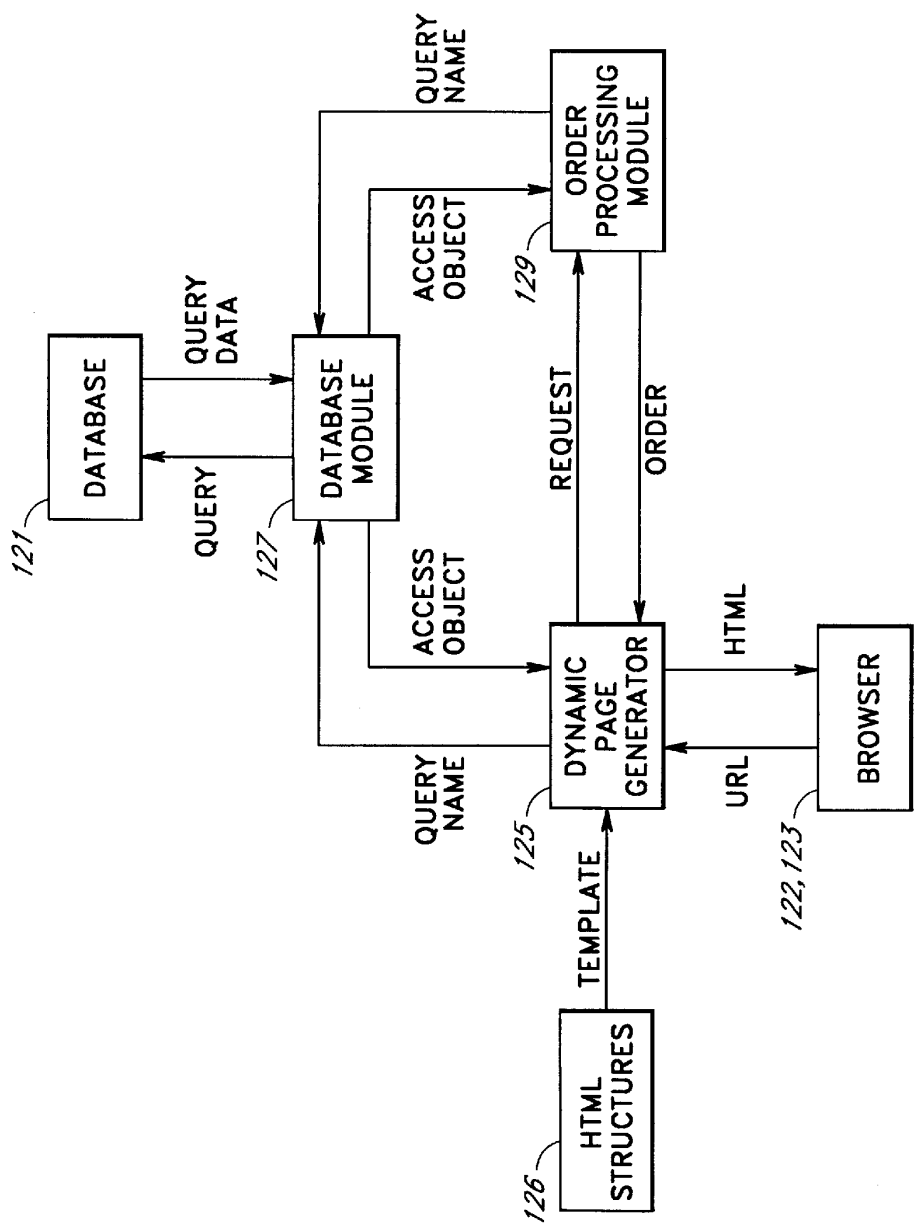 121
DATABASE
QUERY
QUERY
DATA
127
DATABASE
MODULE
QUERY
NAME
ACCESS
OBJECT
ACCESS
OBJECT
QUERY
NAME
125
DYNAMIC
PAGE
GENERATOR
REQUEST
ORDER
129
ORDER
PROCESSING
MODULE
126
HTML
STRUCTURES
TEMPLATE
URL
HTML
122,123
BROWSER